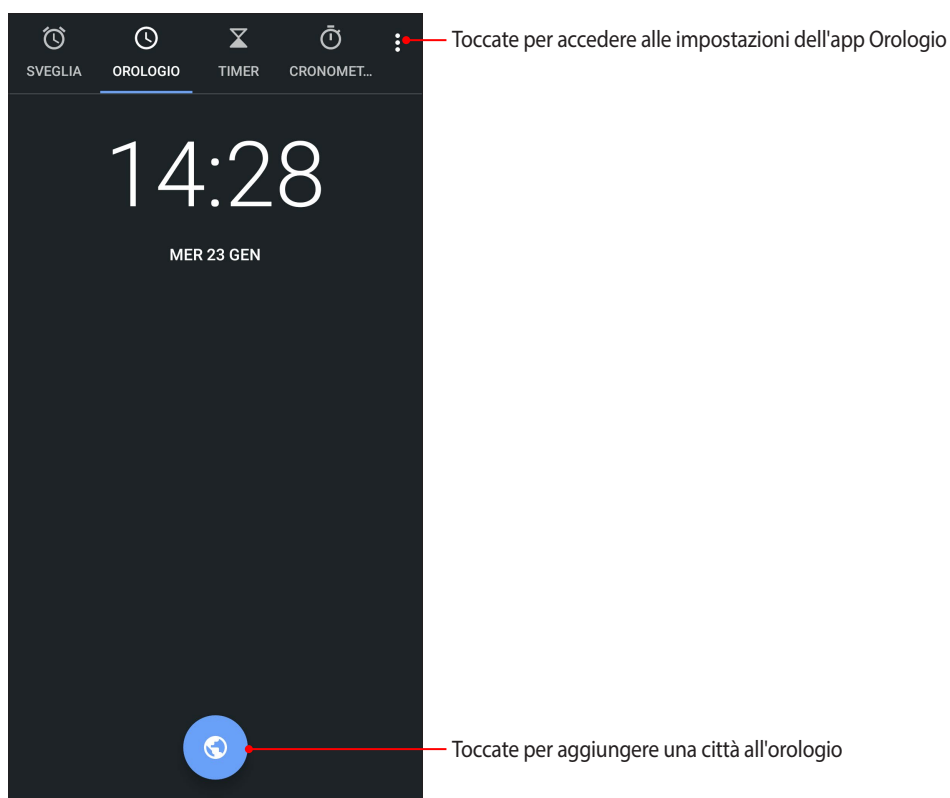 SVEGLIA OROLOGIO TIMER CRONOMET...
Toccate per accedere alle impostazioni dell'app Orologio
14:28
MER 23 GEN
Toccate per aggiungere una città all'orologio